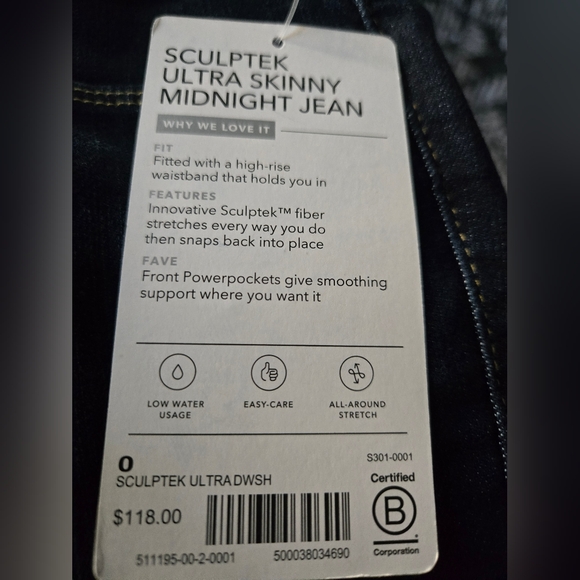 SCULPTEK
ULTRA SKINNY
MIDNIGHT JEAN
WHY WE LOVE IT
FIT
Fitted with a high-rise
waistband that holds you in
FEATURES
Innovative Sculptek™ fiber
stretches every way you do
then snaps back into place
FAVE
Front Powerpockets give smoothing
support where you want it
LOW WATER
USAGE
EASY-CARE
ALL-AROUND
STRETCH
0
S301-0001
SCULPTEK ULTRA DWSH
Certified
B
Corporation
$118.00
511195-00-2-0001
500038034690